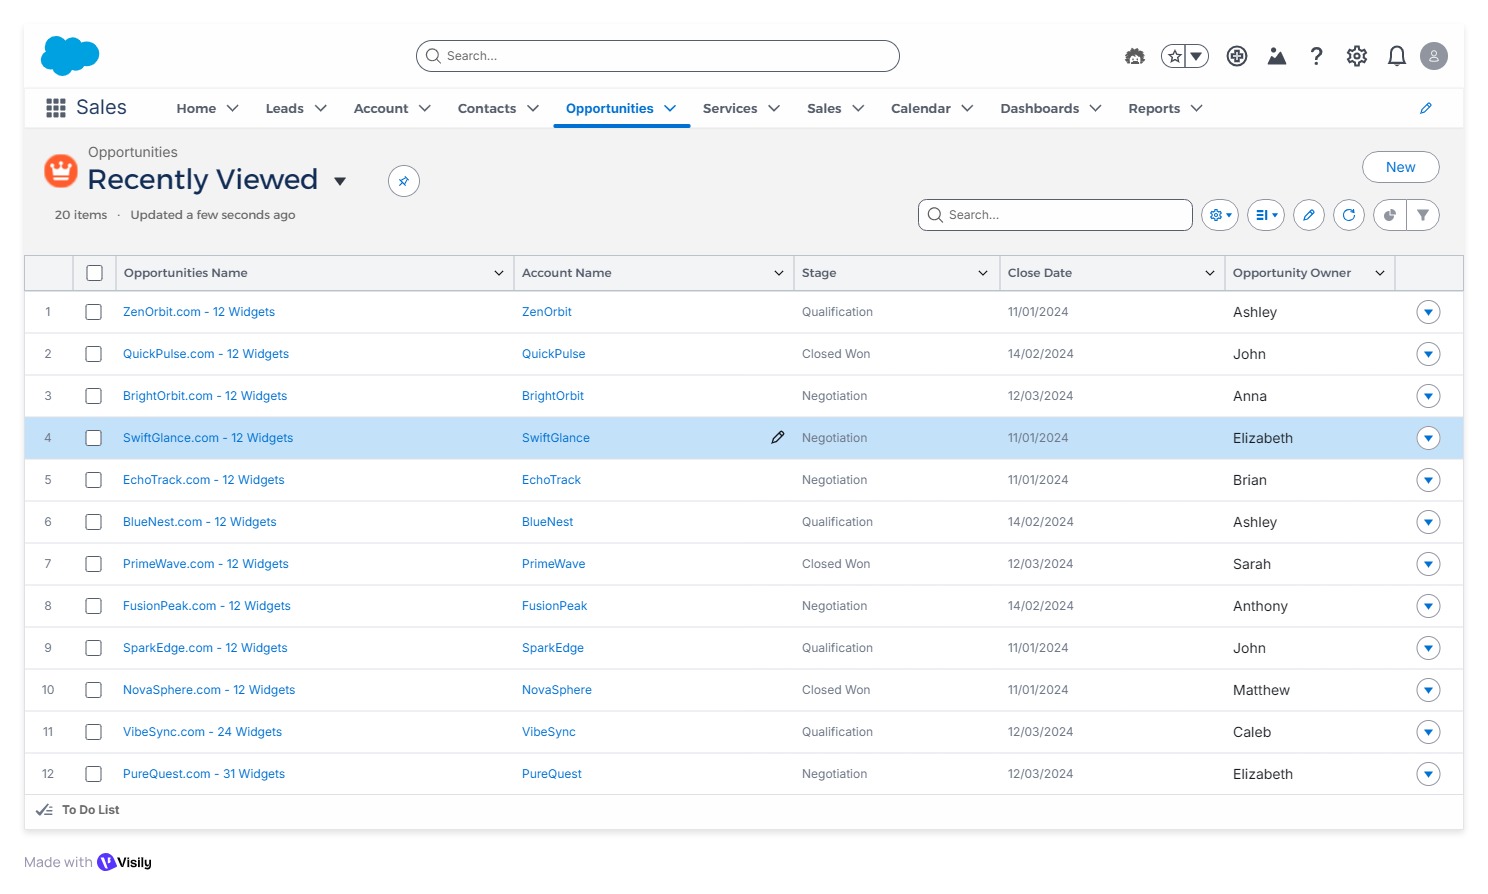 Search...
Sales
Home Leads Account Contacts Opportunities Services Sales Calendar Dashboards Reports
Opportunities
Recently Viewed
New
20 items · Updated a few seconds ago
Search...
Opportunities Name Account Name Stage Close Date Opportunity Owner
1 ZenOrbit.com - 12 Widgets ZenOrbit Qualification 11/01/2024 Ashley
2 QuickPulse.com - 12 Widgets QuickPulse Closed Won 14/02/2024 John
3 BrightOrbit.com - 12 Widgets BrightOrbit Negotiation 12/03/2024 Anna
4 SwiftGlance.com - 12 Widgets SwiftGlance Negotiation 11/01/2024 Elizabeth
5 EchoTrack.com - 12 Widgets EchoTrack Negotiation 11/01/2024 Brian
6 BlueNest.com - 12 Widgets BlueNest Qualification 14/02/2024 Ashley
7 PrimeWave.com - 12 Widgets PrimeWave Closed Won 12/03/2024 Sarah
8 FusionPeak.com - 12 Widgets FusionPeak Negotiation 14/02/2024 Anthony
9 SparkEdge.com - 12 Widgets SparkEdge Qualification 11/01/2024 John
10 NovaSphere.com - 12 Widgets NovaSphere Closed Won 11/01/2024 Matthew
11 VibeSync.com - 24 Widgets VibeSync Qualification 12/03/2024 Caleb
12 PureQuest.com - 31 Widgets PureQuest Negotiation 12/03/2024 Elizabeth
To Do List
Made with Visily